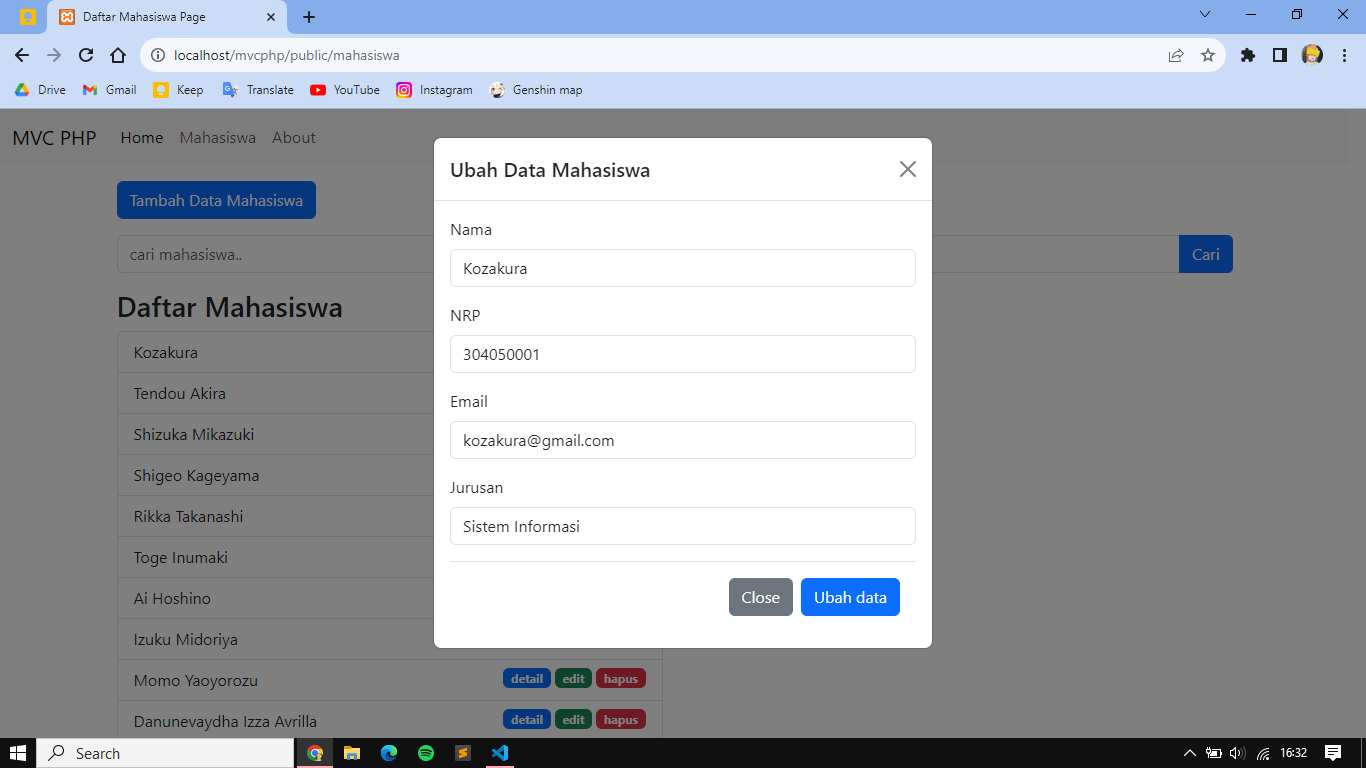 Daftar Mahasiswa Page
localhost/mvcphp/public/mahasiswa
Drive Gmail Keep Translate YouTube Instagram Genshin map
MVC PHP Home Mahasiswa About
Tambah Data Mahasiswa
cari mahasiswa.. Cari
Daftar Mahasiswa
Kozakura
Tendou Akira
Shizuka Mikazuki
Shigeo Kageyama
Rikka Takanashi
Toge Inumaki
Ai Hoshino
Izuku Midoriya
Momo Yaoyorozu detail edit hapus
Danunevaydha Izza Avrilla detail edit hapus
Ubah Data Mahasiswa
Nama
Kozakura
NRP
304050001
Email
kozakura@gmail.com
Jurusan
Sistem Informasi
Close Ubah data
Search 16:32